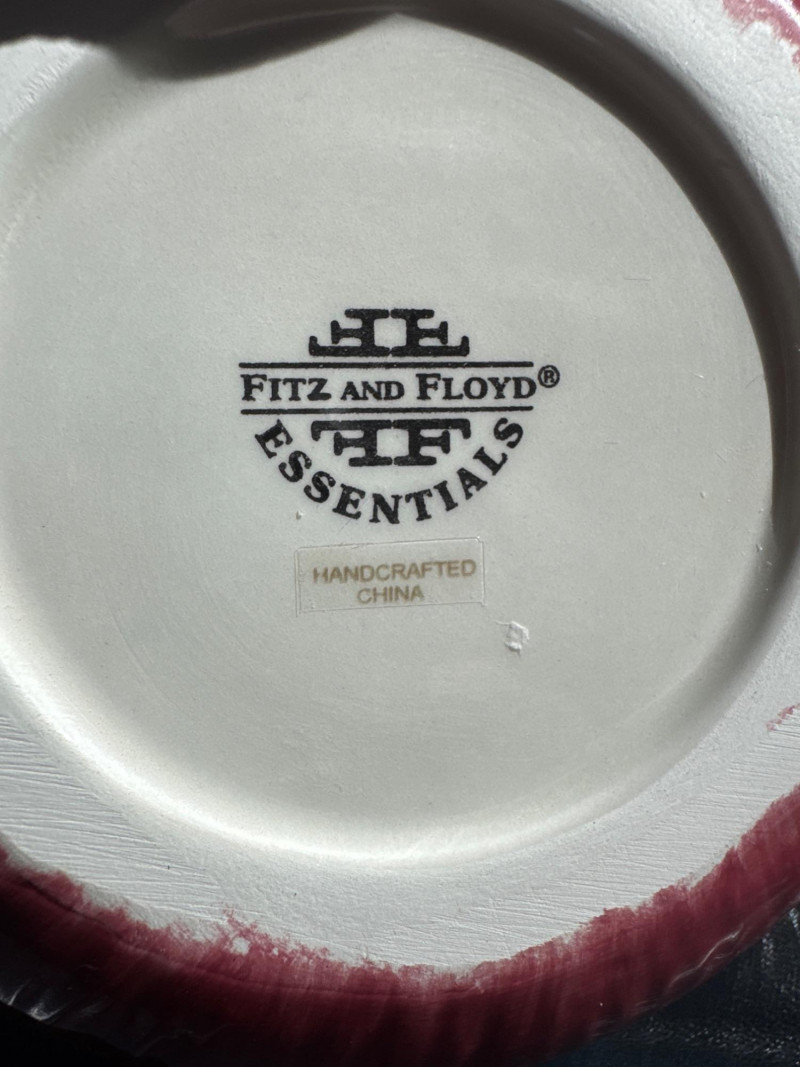 FITZ AND FLOYD®
ESSENTIALS
HANDCRAFTED
CHINA